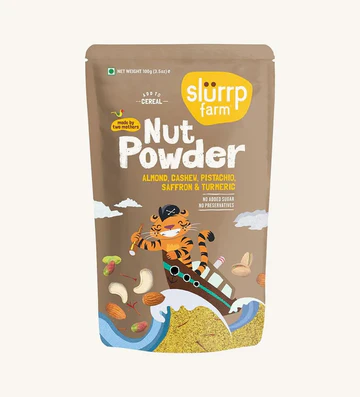 NET WEIGHT 100g (3.5oz) e
slurrp
farm
ADD TO
CEREAL
made by
two mothers
Nut
Powder
ALMOND, CASHEW, PISTACHIO,
SAFFRON & TURMERIC
NO ADDED SUGAR
NO PRESERVATIVES